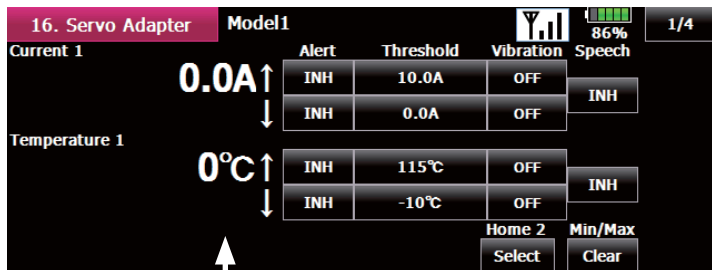 16. Servo Adapter Model1 86% 1/4
Current 1 Alert Threshold Vibration Speech
0.0A↑ INH 10.0A OFF INH
↓ INH 0.0A OFF
Temperature 1
0℃↑ INH 115℃ OFF INH
↓ INH -10℃ OFF
Home 2 Min/Max
Select Clear